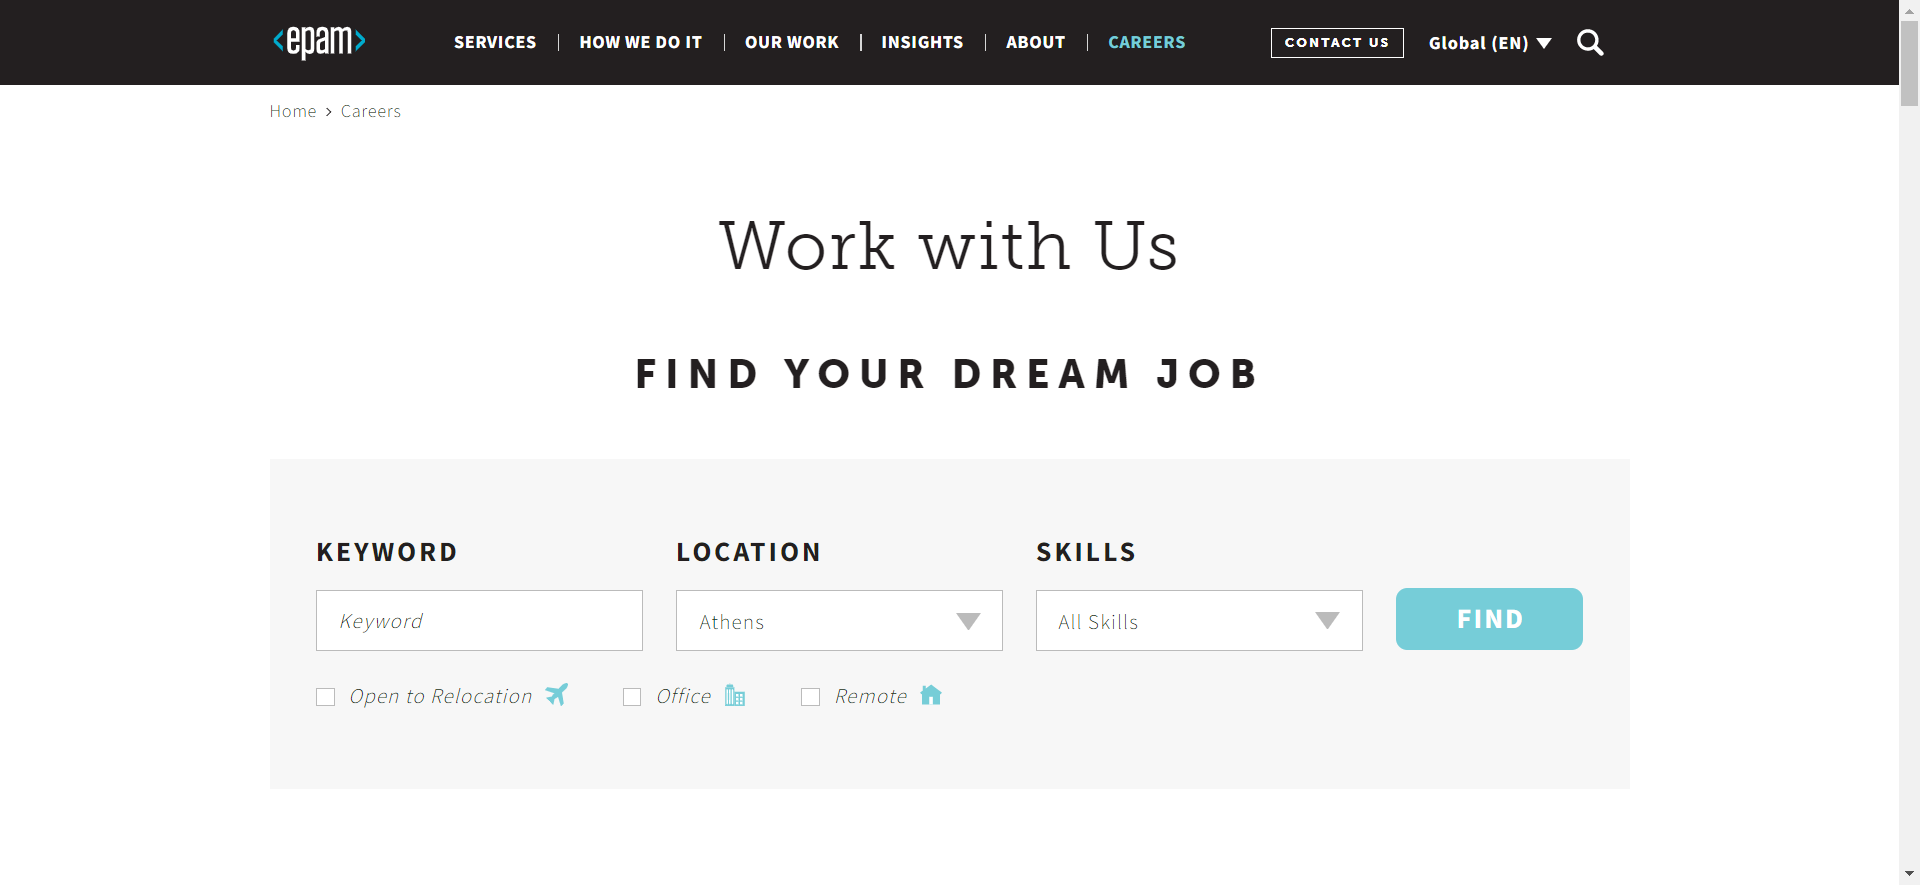 <epam> SERVICES | HOW WE DO IT | OUR WORK | INSIGHTS | ABOUT | CAREERS CONTACT US Global (EN)
Home > Careers
Work with Us
FIND YOUR DREAM JOB
KEYWORD LOCATION SKILLS
Keyword Athens All Skills FIND
Open to Relocation Office Remote